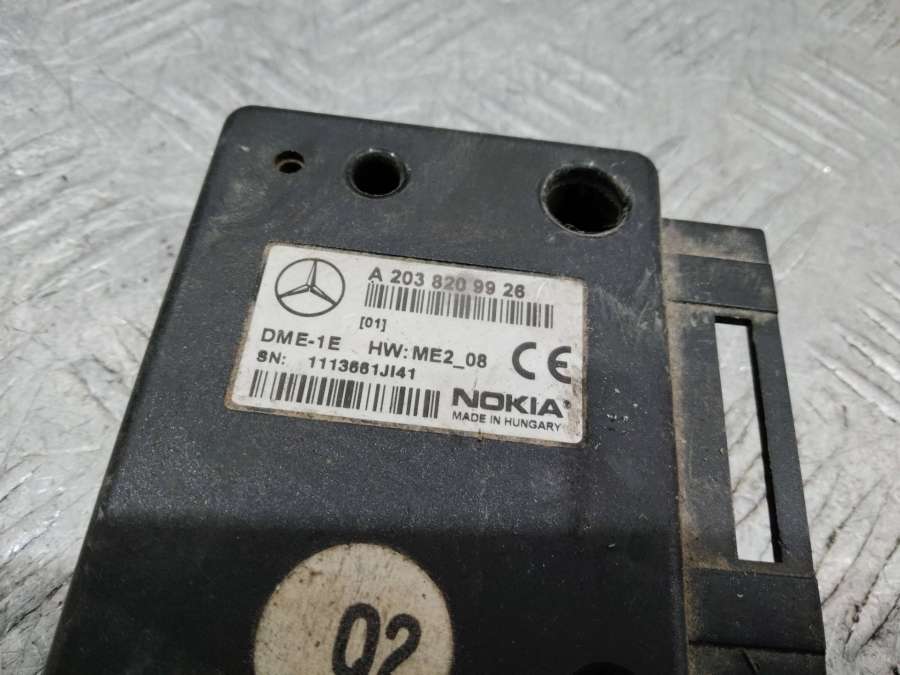 A 203 820 99 26
[01]
DME-1E HW: ME2_08
SN: 1113661JI41
CE
NOKIA
MADE IN HUNGARY
02